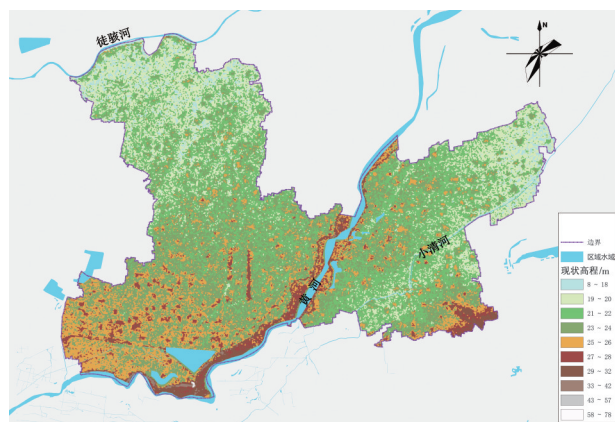 徒骇河
N
小清河
黄河
边界
区域水域
现状高程/m
8 - 18
19 - 20
21 - 22
23 - 24
25 - 26
27 - 28
29 - 32
33 - 42
43 - 57
58 - 78